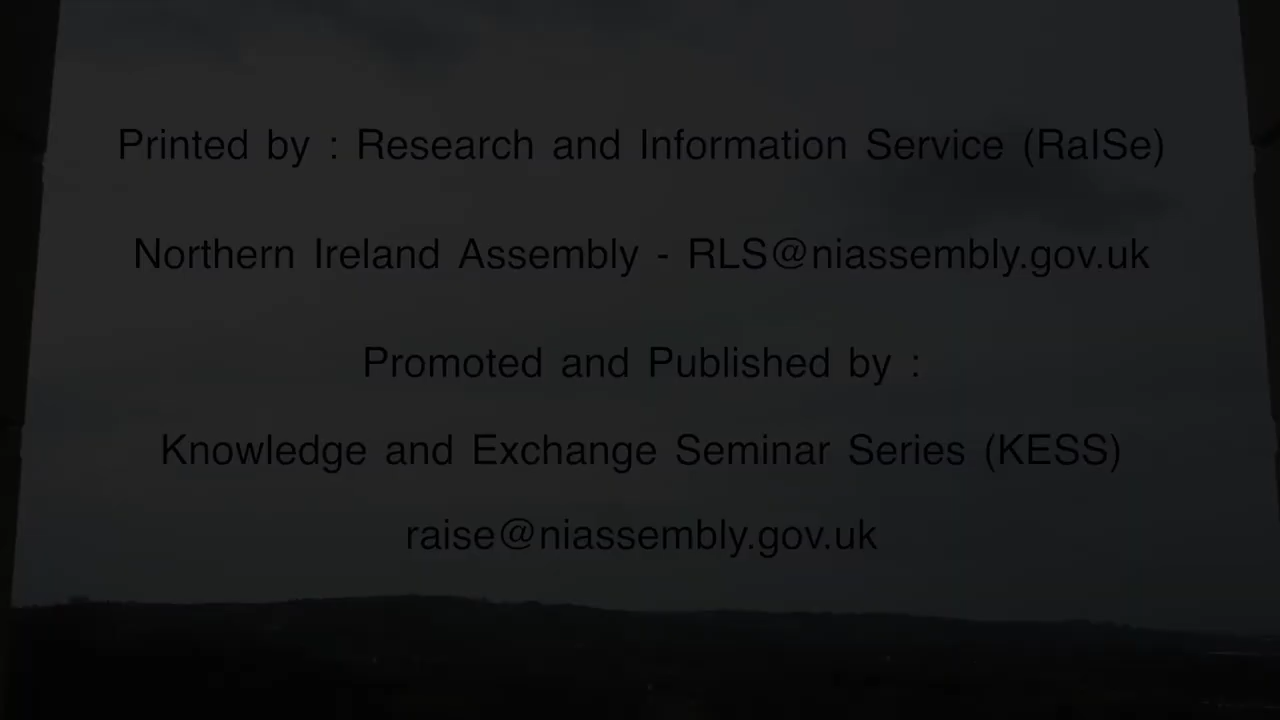 Printed by : Research and Information Service (RaISe)
Northern Ireland Assembly - RLS@niassembly.gov.uk
Promoted and Published by :
Knowledge and Exchange Seminar Series (KESS)
raise@niassembly.gov.uk